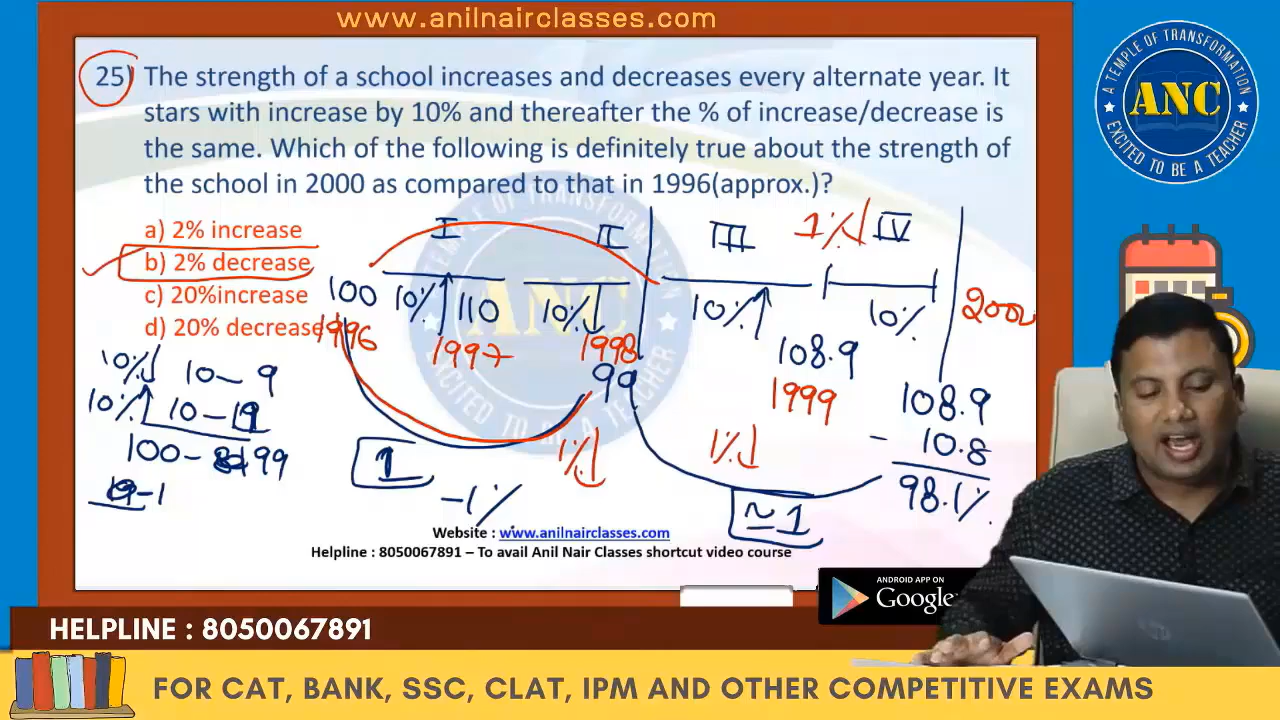 www.anilnairclasses.com
A TEMPLE OF TRANSFORMATION
ANC
EXCITED TO BE A TEACHER
25) The strength of a school increases and decreases every alternate year. It
stars with increase by 10% and thereafter the % of increase/decrease is
the same. Which of the following is definitely true about the strength of
the school in 2000 as compared to that in 1996(approx.)?
a) 2% increase
b) 2% decrease
c) 20%increase
d) 20% decrease
I II III 1%↓ IV
100 10%↑ 110 10%↓ 10%↑ 10% 2000
1996 1997 1998 108.9
99 1999
10%↓ 10-9
10%↑ 10-11
100-99
-1
108.9
- 10.8
98.1%
1 1%↓ 1%↓
-1% ≈1
Website : www.anilnairclasses.com
Helpline : 8050067891 – To avail Anil Nair Classes shortcut video course
ANDROID APP ON
Google
HELPLINE : 8050067891
FOR CAT, BANK, SSC, CLAT, IPM AND OTHER COMPETITIVE EXAMS